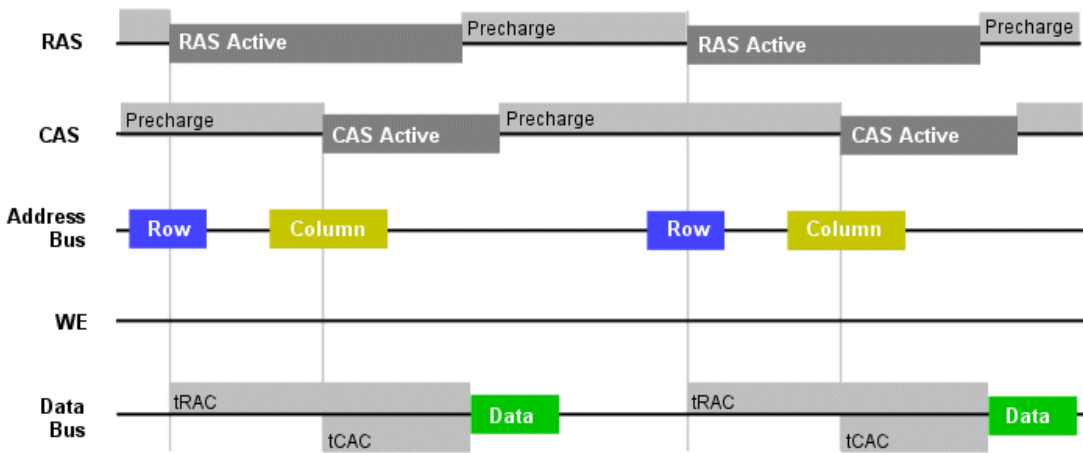 RAS
RAS Active
Precharge
RAS Active
Precharge
CAS
Precharge
CAS Active
Precharge
CAS Active
Address
Bus
Row
Column
Row
Column
WE
Data
Bus
tRAC
tCAC
Data
tRAC
tCAC
Data